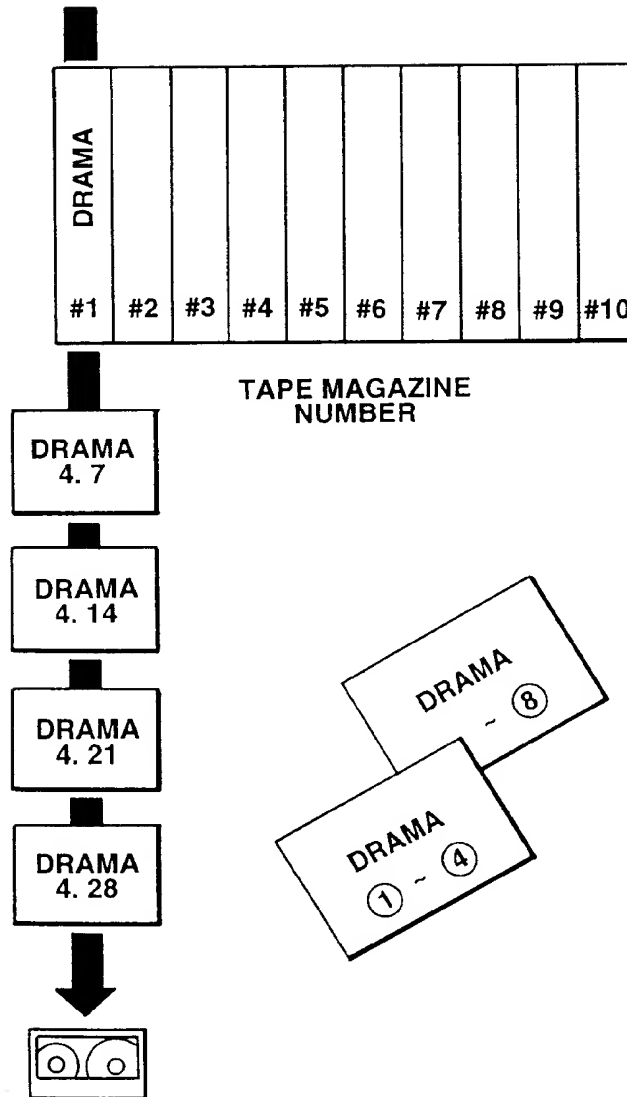 DRAMA
#1 #2 #3 #4 #5 #6 #7 #8 #9 #10
TAPE MAGAZINE
NUMBER
DRAMA
4. 7
DRAMA
4. 14
DRAMA
4. 21
DRAMA
4. 28
DRAMA
~ ⑧
DRAMA
① ~ ④